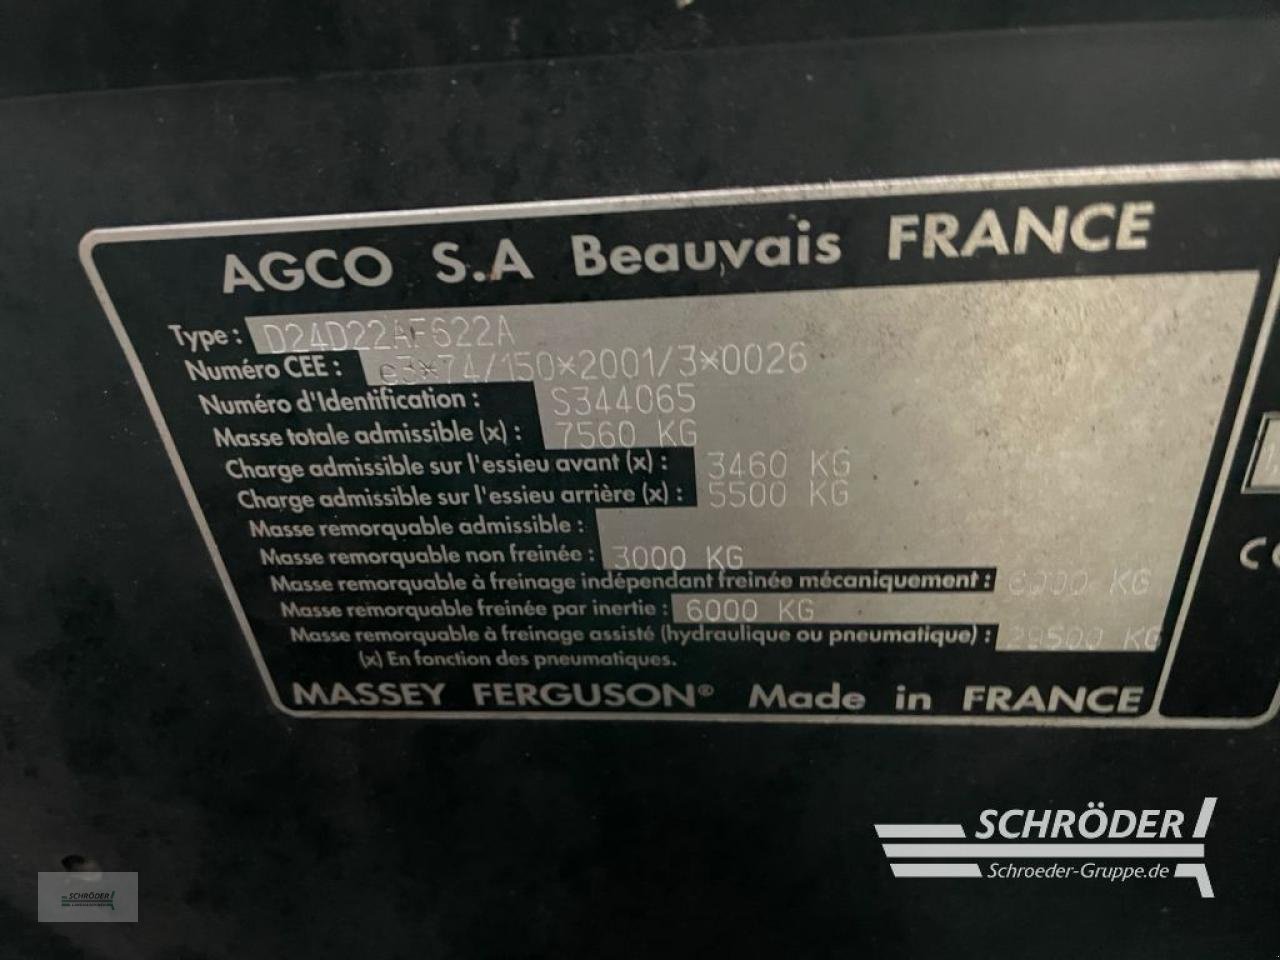 AGCO S.A Beauvais FRANCE
Type : D24D22AF622A
Numéro CEE : e3*74/150*2001/3*0026
Numéro d'Identification : S344065
Masse totale admissible (x) : 7560 KG
Charge admissible sur l'essieu avant (x) : 3460 KG
Charge admissible sur l'essieu arrière (x) : 5500 KG
Masse remorquable admissible :
Masse remorquable non freinée : 3000 KG
Masse remorquable à freinage indépendant freinée mécaniquement : 6000 KG
Masse remorquable freinée par inertie : 6000 KG
Masse remorquable à freinage assisté (hydraulique ou pneumatique) : 28500 KG
(x) En fonction des pneumatiques.
MASSEY FERGUSON® Made in FRANCE
SCHRÖDER
Schroeder-Gruppe.de
SCHRÖDER